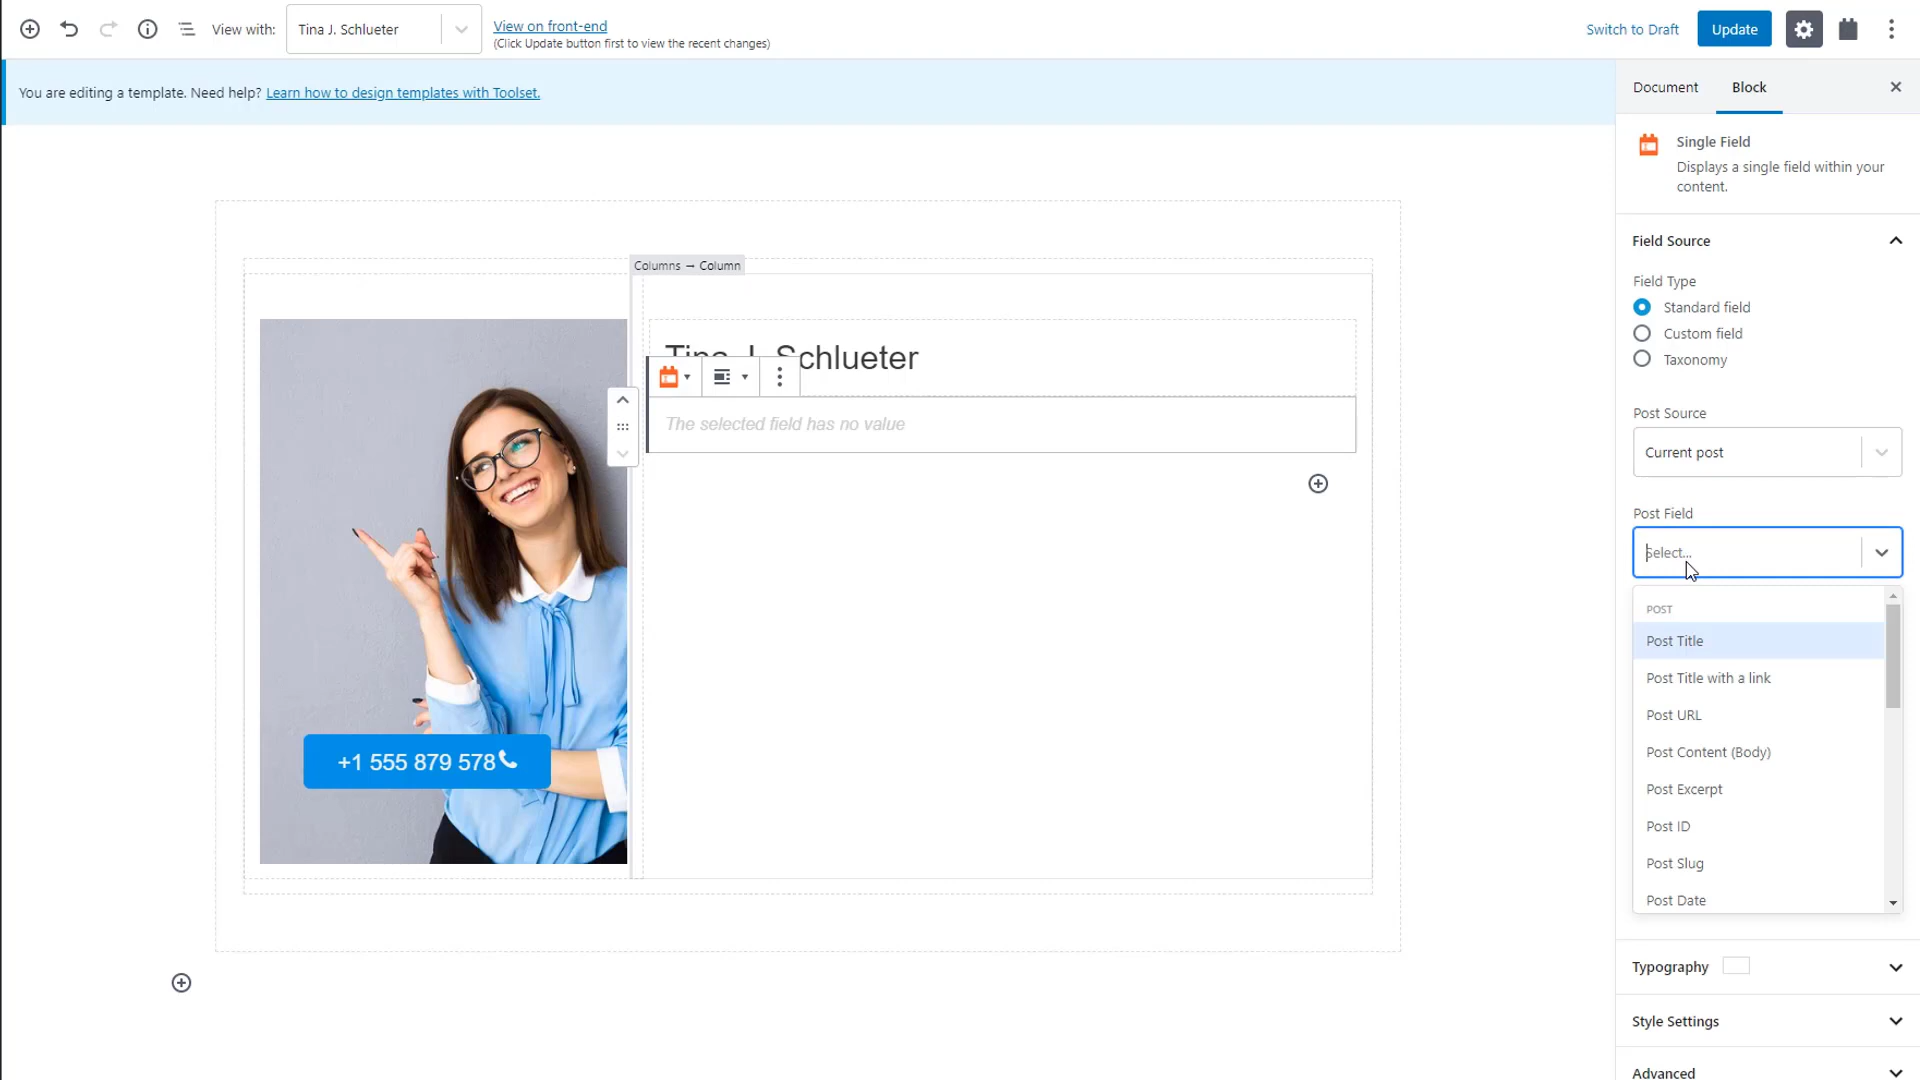 View with:
Tina J. Schlueter
View on front-end
(Click Update button first to view the recent changes)
Switch to Draft
Update
You are editing a template. Need help? Learn how to design templates with Toolset.
Document
Block
Single Field
Displays a single field within your
content.
Field Source
Field Type
Standard field
Custom field
Taxonomy
Post Source
Current post
Post Field
Select...
POST
Post Title
Post Title with a link
Post URL
Post Content (Body)
Post Excerpt
Post ID
Post Slug
Post Date
Typography
Style Settings
Advanced
Columns → Column
Tina J. Schlueter
The selected field has no value
+1 555 879 578